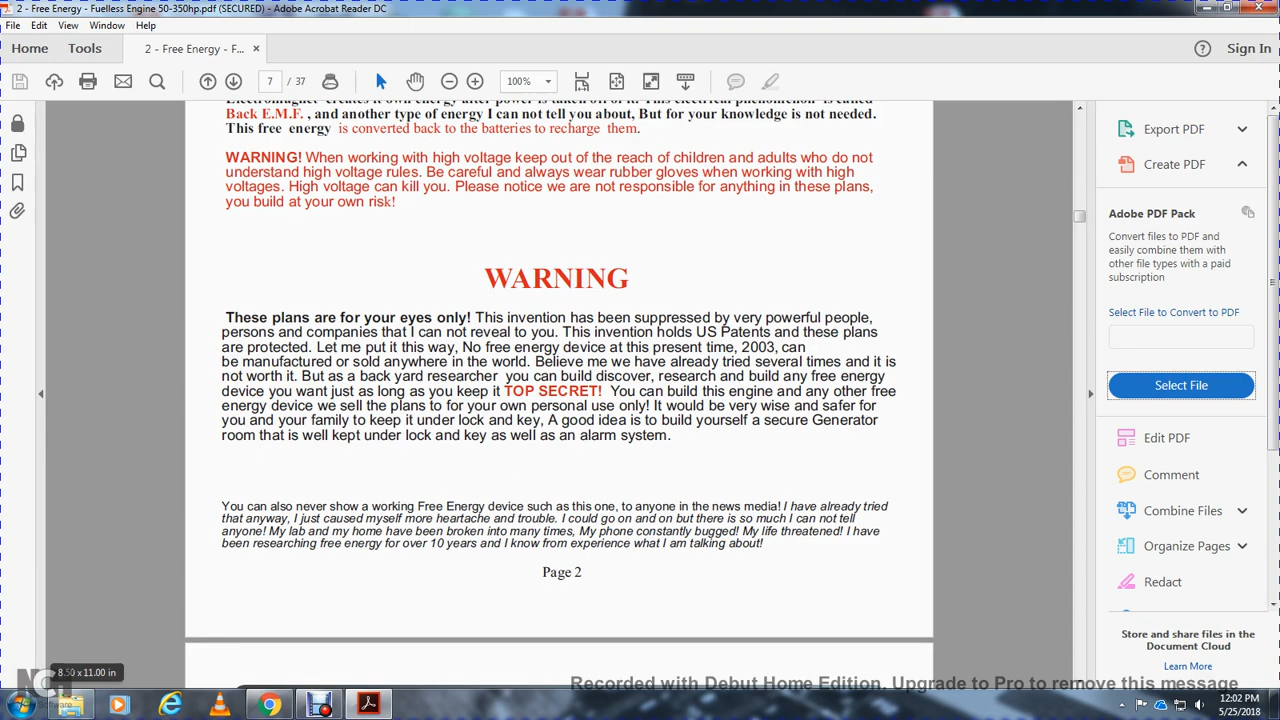 2 - Free Energy - Fuelless Engine 50-350hp.pdf (SECURED) - Adobe Acrobat Reader DC
File Edit View Window Help
Home Tools 2 - Free Energy - F... × Sign In
7 / 37 100%
Electromagnet creates it own energy after power is taken off of it. This electrical phenomenon is called
Back E.M.F. , and another type of energy I can not tell you about, But for your knowledge is not needed.
This free energy is converted back to the batteries to recharge them.
WARNING! When working with high voltage keep out of the reach of children and adults who do not
understand high voltage rules. Be careful and always wear rubber gloves when working with high
voltages. High voltage can kill you. Please notice we are not responsible for anything in these plans,
you build at your own risk!
WARNING
These plans are for your eyes only! This invention has been suppressed by very powerful people,
persons and companies that I can not reveal to you. This invention holds US Patents and these plans
are protected. Let me put it this way, No free energy device at this present time, 2003, can
be manufactured or sold anywhere in the world. Believe me we have already tried several times and it is
not worth it. But as a back yard researcher you can build discover, research and build any free energy
device you want just as long as you keep it TOP SECRET! You can build this engine and any other free
energy device we sell the plans to for your own personal use only! It would be very wise and safer for
you and your family to keep it under lock and key, A good idea is to build yourself a secure Generator
room that is well kept under lock and key as well as an alarm system.
You can also never show a working Free Energy device such as this one, to anyone in the news media! I have already tried
that anyway, I just caused myself more heartache and trouble. I could go on and on but there is so much I can not tell
anyone! My lab and my home have been broken into many times, My phone constantly bugged! My life threatened! I have
been researching free energy for over 10 years and I know from experience what I am talking about!
Page 2
8.50 x 11.00 in
Export PDF
Create PDF
Adobe PDF Pack
Convert files to PDF and
easily combine them with
other file types with a paid
subscription
Select File to Convert to PDF
Select File
Edit PDF
Comment
Combine Files
Organize Pages
Redact
Store and share files in the
Document Cloud
Learn More
NCH
Software
Recorded with Debut Home Edition. Upgrade to Pro to remove this message
12:02 PM
5/25/2018